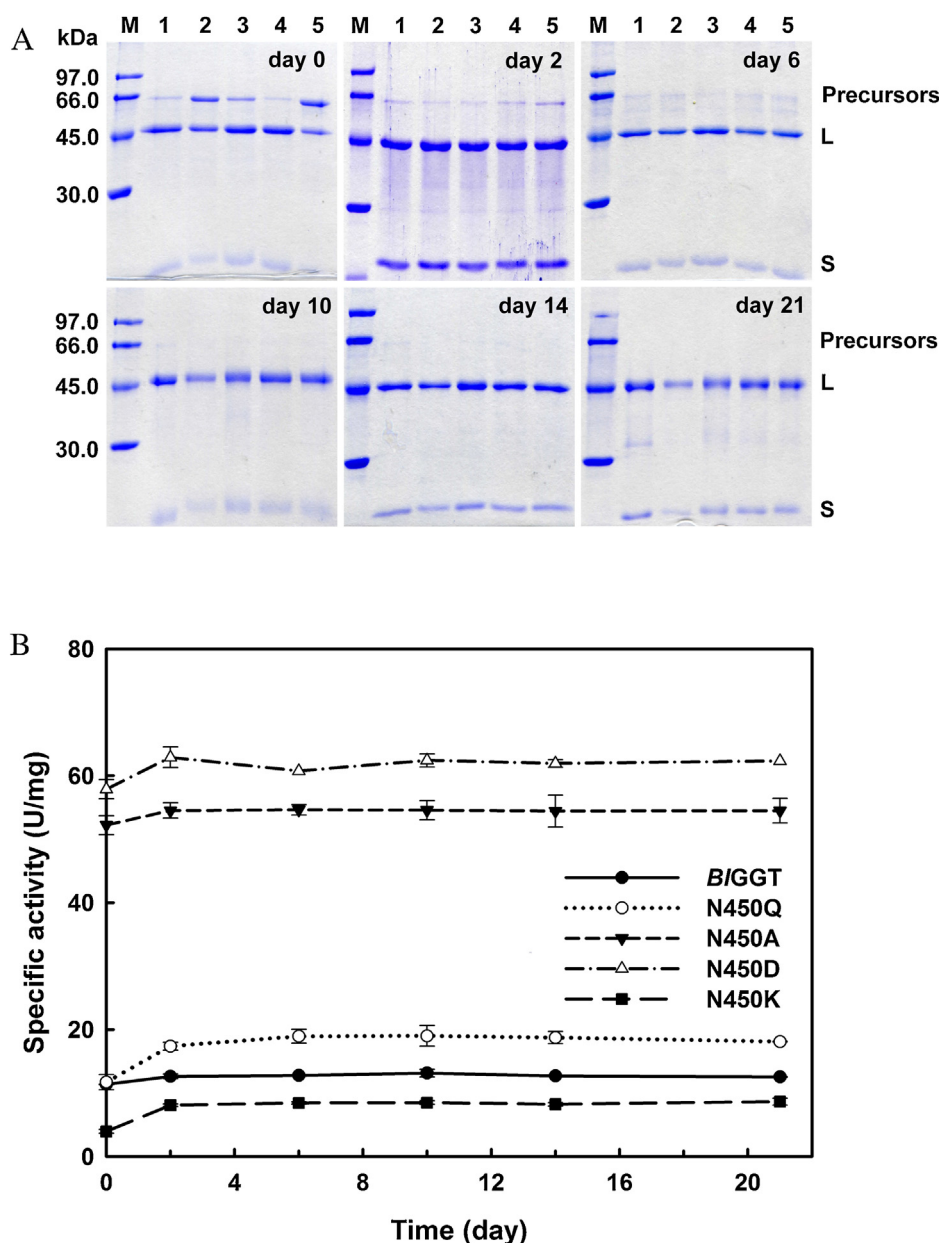 A
kDa
M 1 2 3 4 5
M 1 2 3 4 5
M 1 2 3 4 5
97.0
66.0
45.0
30.0
day 0
day 2
day 6
Precursors
L
S
97.0
66.0
45.0
30.0
day 10
day 14
day 21
Precursors
L
S
B
80
60
40
20
0
Specific activity (U/mg)
BlGGT
N450Q
N450A
N450D
N450K
0 4 8 12 16 20
Time (day)